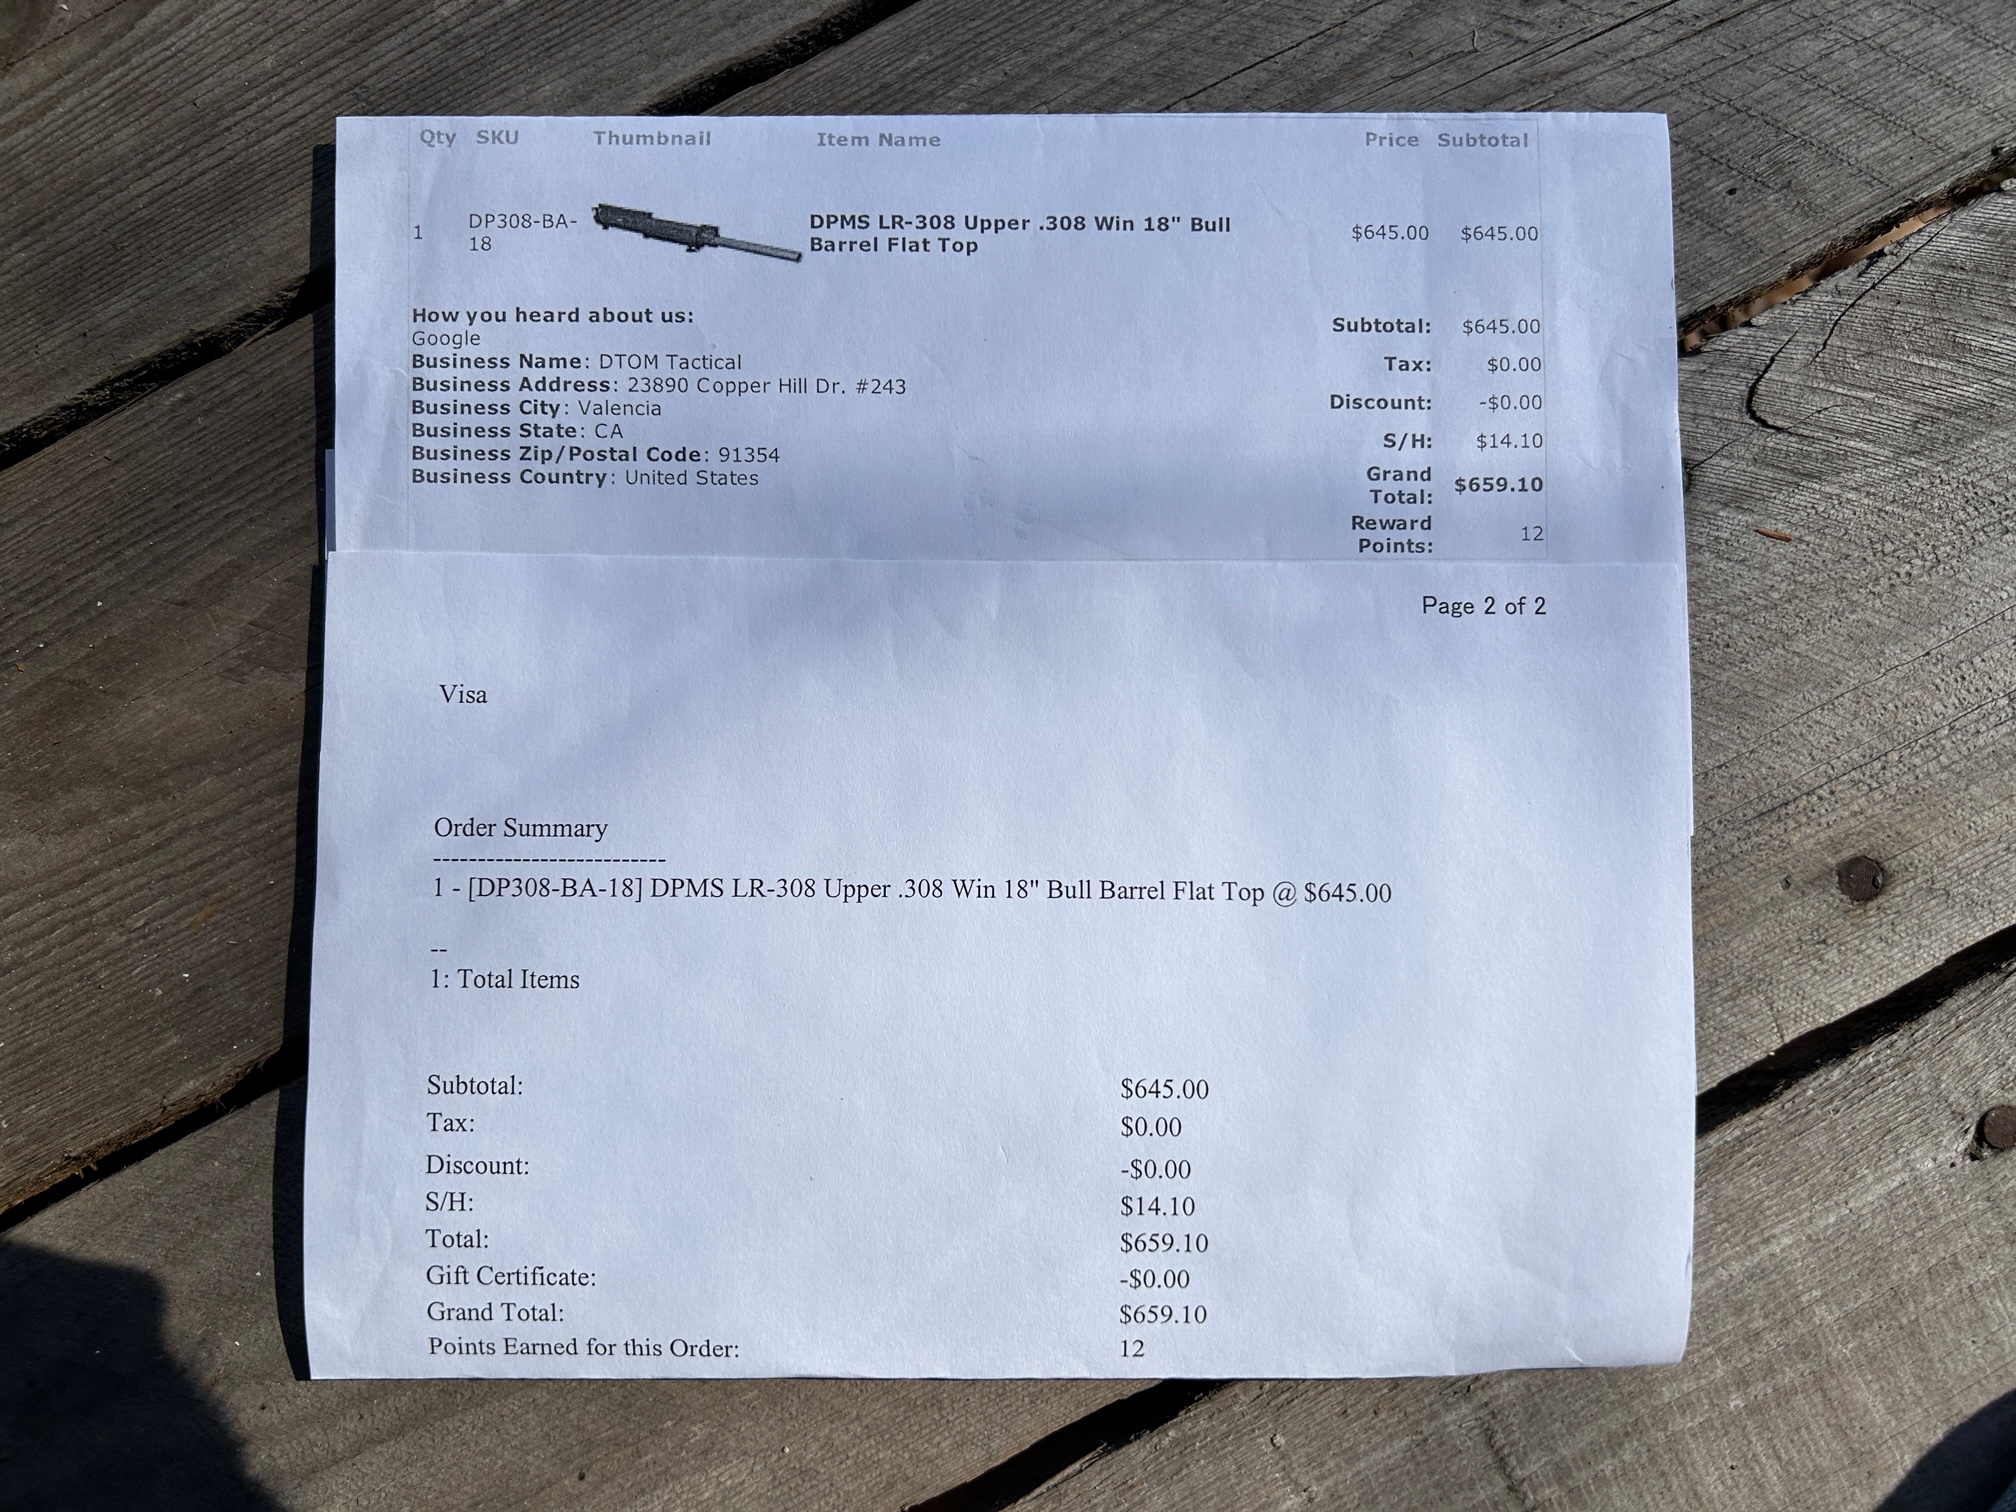 Qty SKU Thumbnail Item Name Price Subtotal
1 DP308-BA-18 DPMS LR-308 Upper .308 Win 18" Bull Barrel Flat Top $645.00 $645.00
How you heard about us:
Google
Business Name: DTOM Tactical
Business Address: 23890 Copper Hill Dr. #243
Business City: Valencia
Business State: CA
Business Zip/Postal Code: 91354
Business Country: United States
Subtotal: $645.00
Tax: $0.00
Discount: -$0.00
S/H: $14.10
Grand Total: $659.10
Reward Points: 12
Page 2 of 2
Visa
Order Summary
--------------------------
1 - [DP308-BA-18] DPMS LR-308 Upper .308 Win 18" Bull Barrel Flat Top @ $645.00
--
1: Total Items
Subtotal: $645.00
Tax: $0.00
Discount: -$0.00
S/H: $14.10
Total: $659.10
Gift Certificate: -$0.00
Grand Total: $659.10
Points Earned for this Order: 12